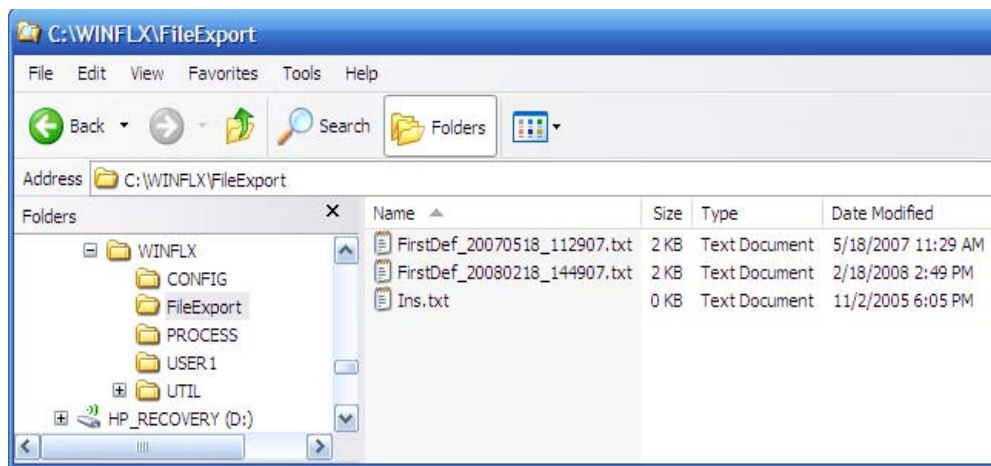 C:\WINFLX\FileExport
File Edit View Favorites Tools Help
Back Search Folders
Address C:\WINFLX\FileExport
Folders X Name Size Type Date Modified
WINFLX
CONFIG
FileExport
PROCESS
USER1
UTIL
HP_RECOVERY (D:)
FirstDef_20070518_112907.txt 2 KB Text Document 5/18/2007 11:29 AM
FirstDef_20080218_144907.txt 2 KB Text Document 2/18/2008 2:49 PM
Ins.txt 0 KB Text Document 11/2/2005 6:05 PM